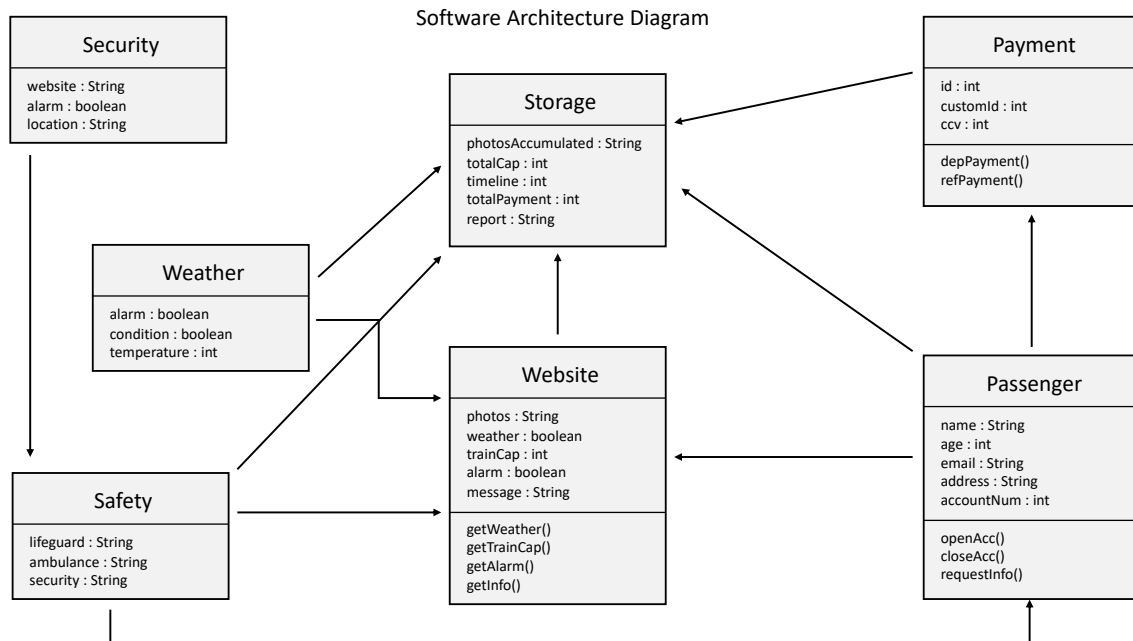 Software Architecture Diagram
Security
website : String
alarm : boolean
location : String
Storage
photosAccumulated : String
totalCap : int
timeline : int
totalPayment : int
report : String
Payment
id : int
customId : int
ccv : int
depPayment()
refPayment()
Weather
alarm : boolean
condition : boolean
temperature : int
Website
photos : String
weather : boolean
trainCap : int
alarm : boolean
message : String
getWeather()
getTrainCap()
getAlarm()
getInfo()
Passenger
name : String
age : int
email : String
address : String
accountNum : int
openAcc()
closeAcc()
requestInfo()
Safety
lifeguard : String
ambulance : String
security : String